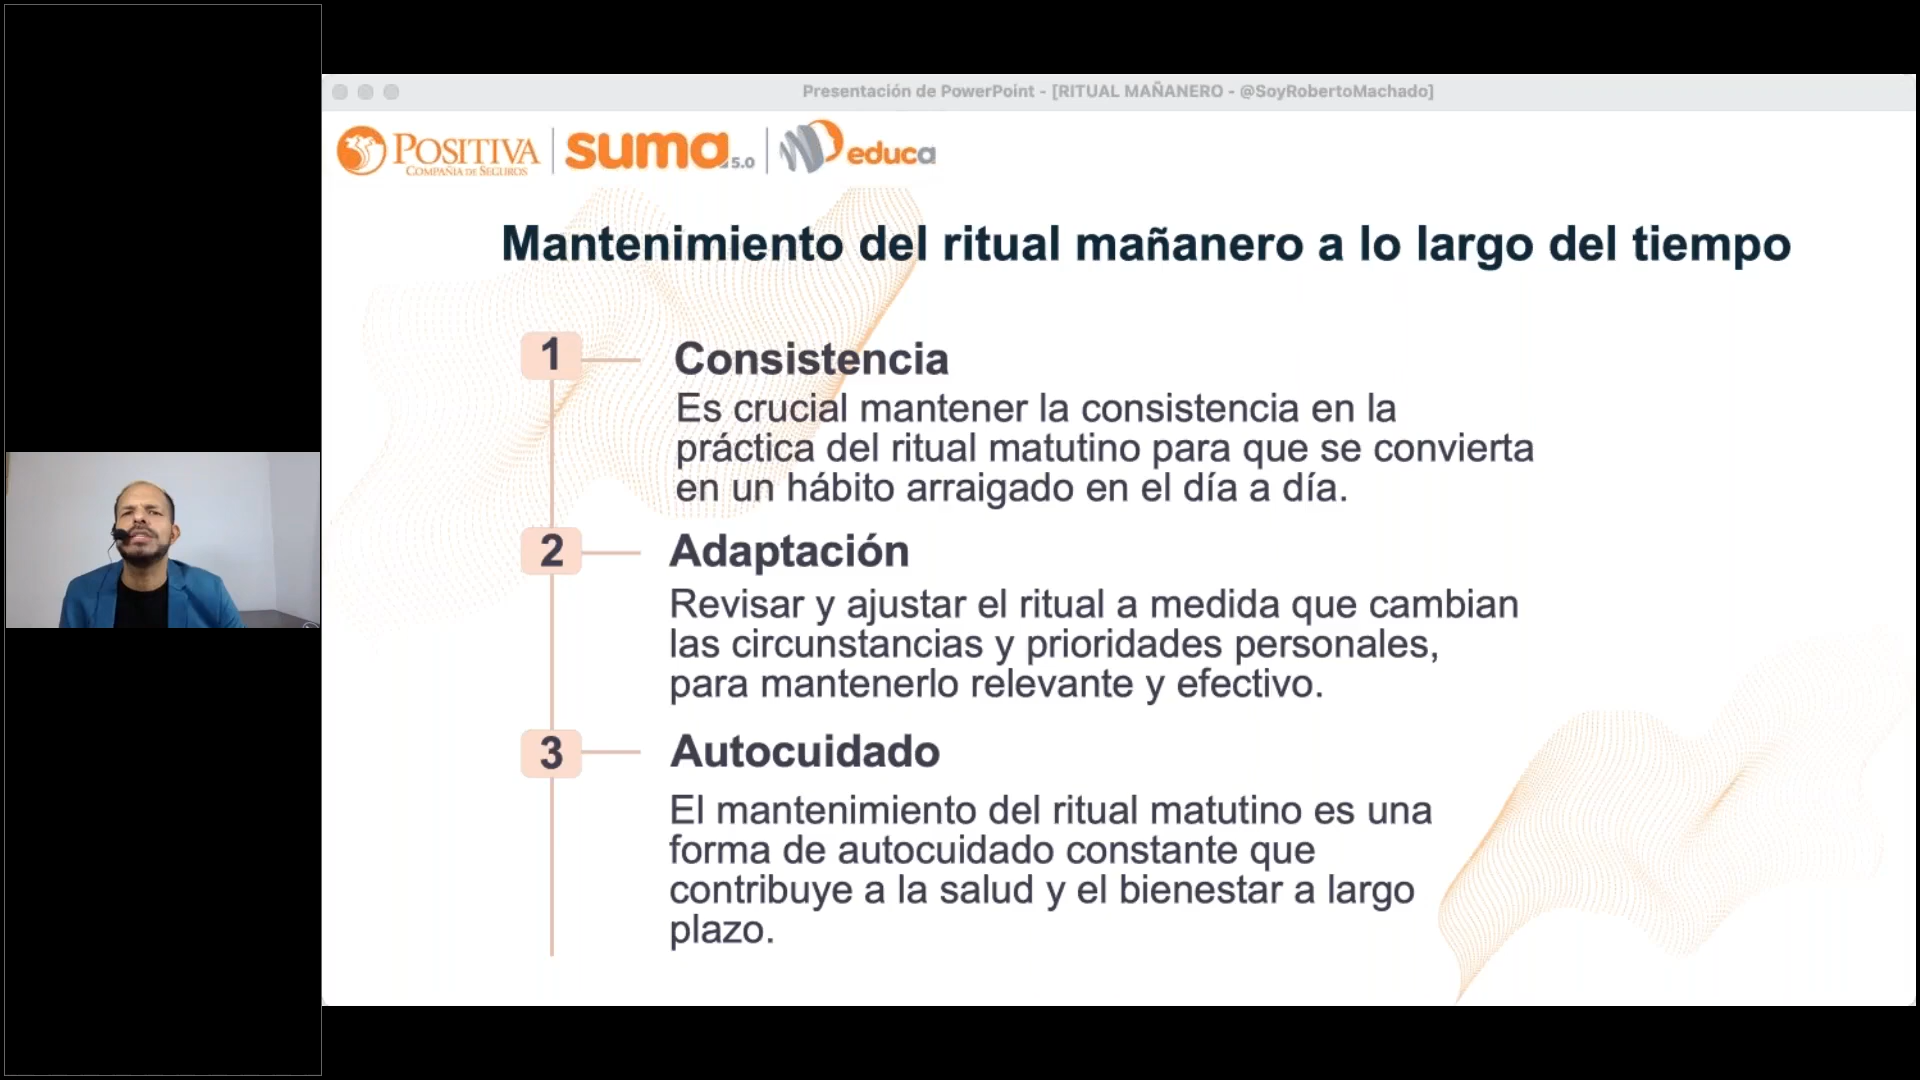 Presentación de PowerPoint - [RITUAL MAÑANERO - @SoyRobertoMachado]
POSITIVA
COMPAÑIA DE SEGUROS
suma 5.0
educa
Mantenimiento del ritual mañanero a lo largo del tiempo
1
Consistencia
Es crucial mantener la consistencia en la
práctica del ritual matutino para que se convierta
en un hábito arraigado en el día a día.
2
Adaptación
Revisar y ajustar el ritual a medida que cambian
las circunstancias y prioridades personales,
para mantenerlo relevante y efectivo.
3
Autocuidado
El mantenimiento del ritual matutino es una
forma de autocuidado constante que
contribuye a la salud y el bienestar a largo
plazo.